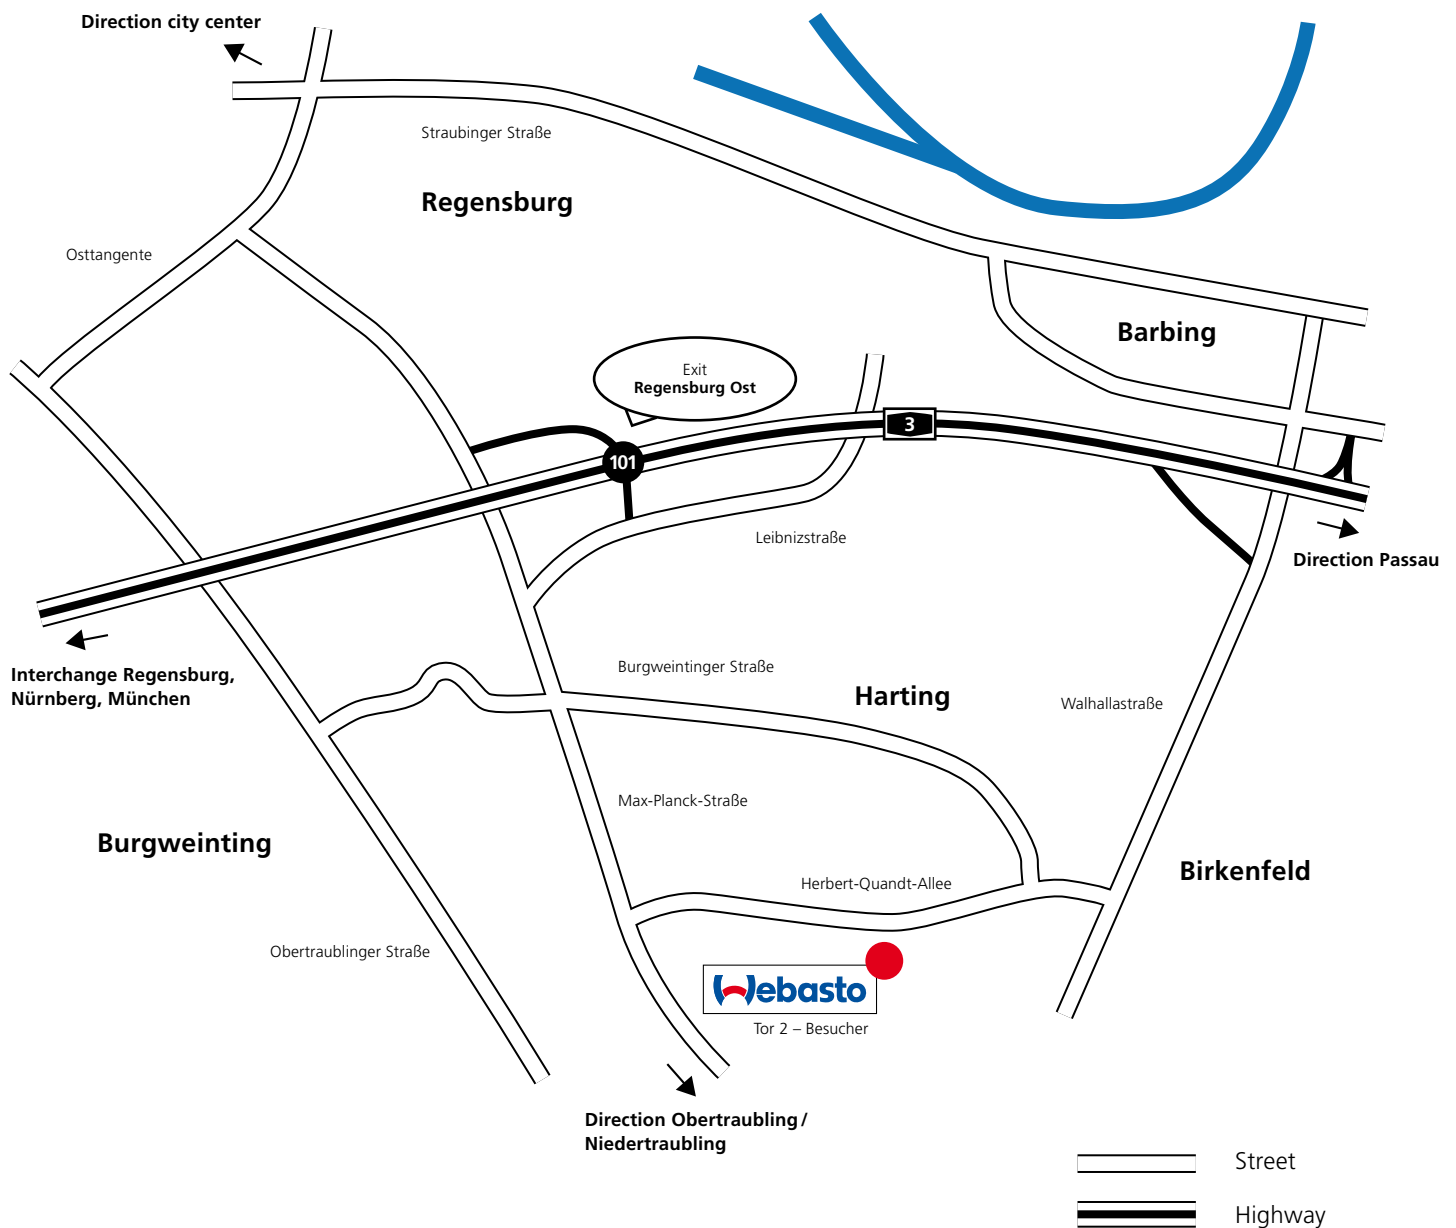 Direction city center
Straubinger Straße
Regensburg
Osttangente
Barbing
Exit
Regensburg Ost
3
101
Leibnizstraße
Direction Passau
Interchange Regensburg,
Nürnberg, München
Burgweintinger Straße
Harting
Walhallastraße
Max-Planck-Straße
Burgweinting
Birkenfeld
Herbert-Quandt-Allee
Obertraublinger Straße
Webasto
Tor 2 – Besucher
Direction Obertraubling /
Niedertraubling
Street
Highway